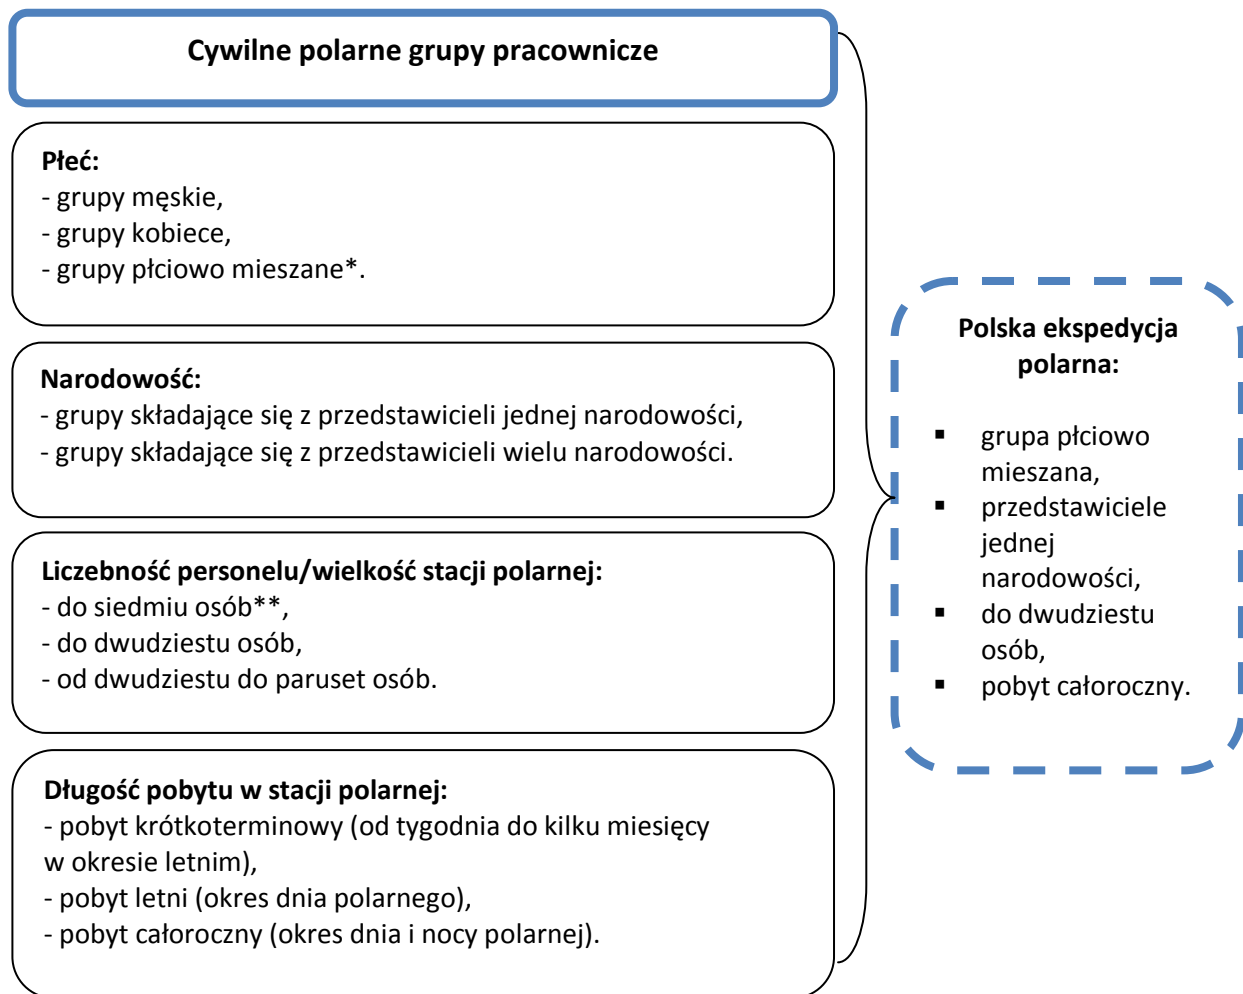 Cywilne polarne grupy pracownicze
Płeć:
- grupy męskie,
- grupy kobiece,
- grupy płciowo mieszane*.
Narodowość:
- grupy składające się z przedstawicieli jednej narodowości,
- grupy składające się z przedstawicieli wielu narodowości.
Liczebność personelu/wielkość stacji polarnej:
- do siedmiu osób**,
- do dwudziestu osób,
- od dwudziestu do paruset osób.
Długość pobytu w stacji polarnej:
- pobyt krótkoterminowy (od tygodnia do kilku miesięcy
w okresie letnim),
- pobyt letni (okres dnia polarnego),
- pobyt całoroczny (okres dnia i nocy polarnej).
Polska ekspedycja
polarna:
▪ grupa płciowo
mieszana,
▪ przedstawiciele
jednej
narodowości,
▪ do dwudziestu
osób,
▪ pobyt całoroczny.